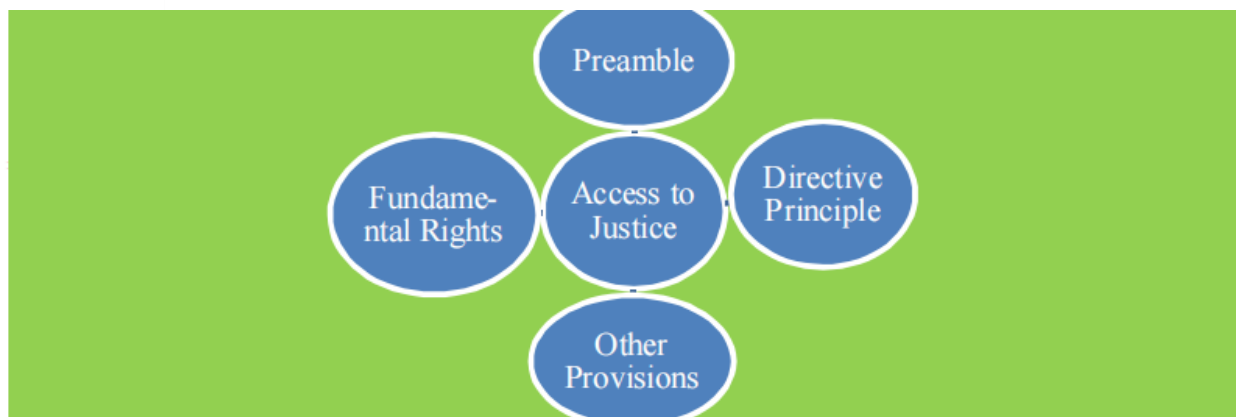 Preamble
Fundame-
ntal Rights
Access to
Justice
Directive
Principle
Other
Provisions